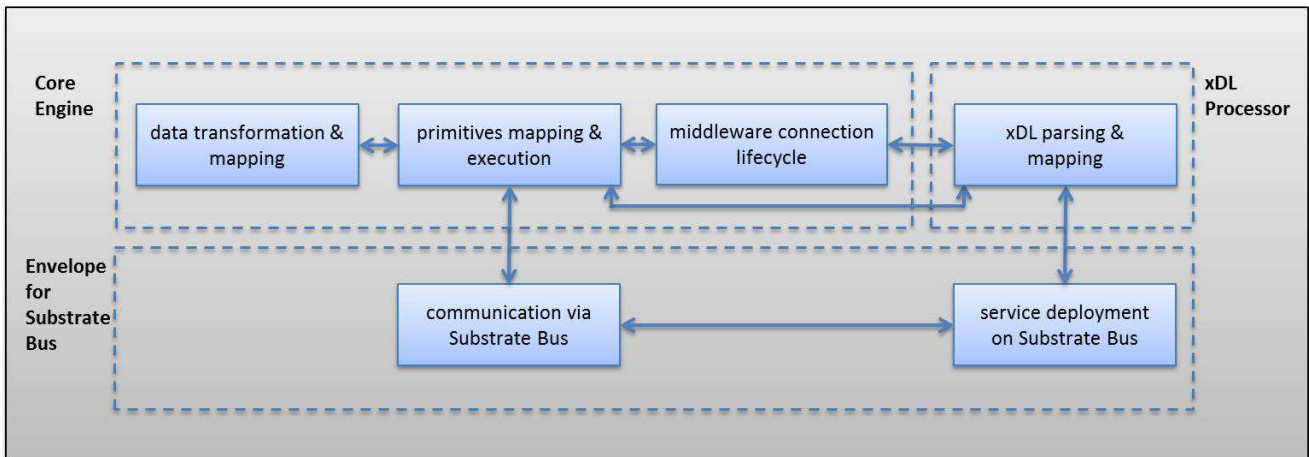 Core
Engine
data transformation &
mapping
primitives mapping &
execution
middleware connection
lifecycle
xDL parsing &
mapping
xDL
Processor
Envelope
for
Substrate
Bus
communication via
Substrate Bus
service deployment
on Substrate Bus